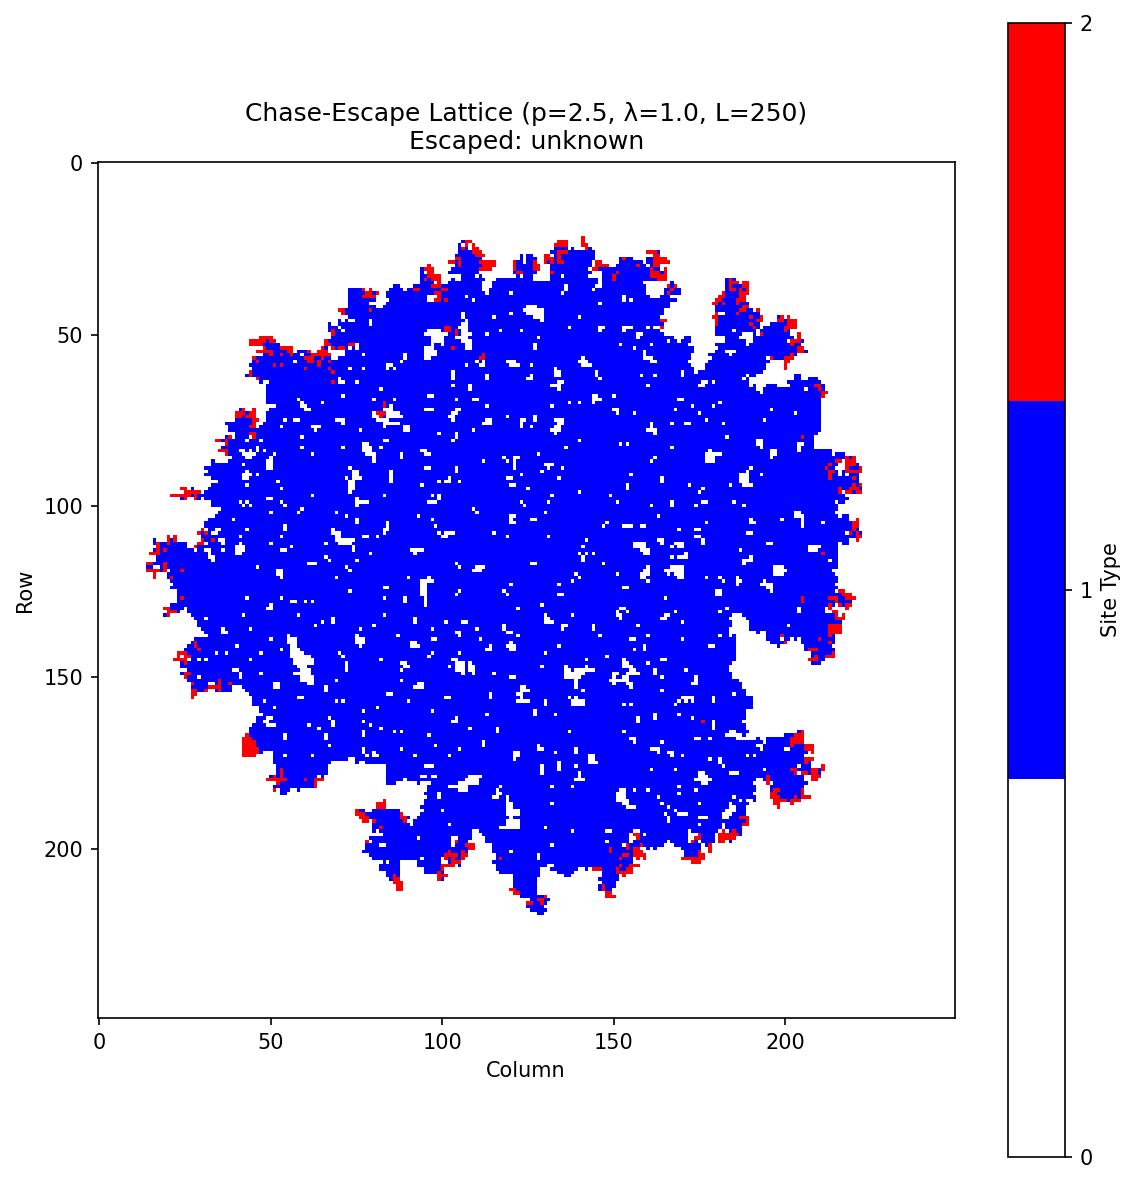 Chase-Escape Lattice (p=2.5, λ=1.0, L=250)
Escaped: unknown
0
50
100
150
200
Row
0
50
100
150
200
Column
2
1
0
Site Type